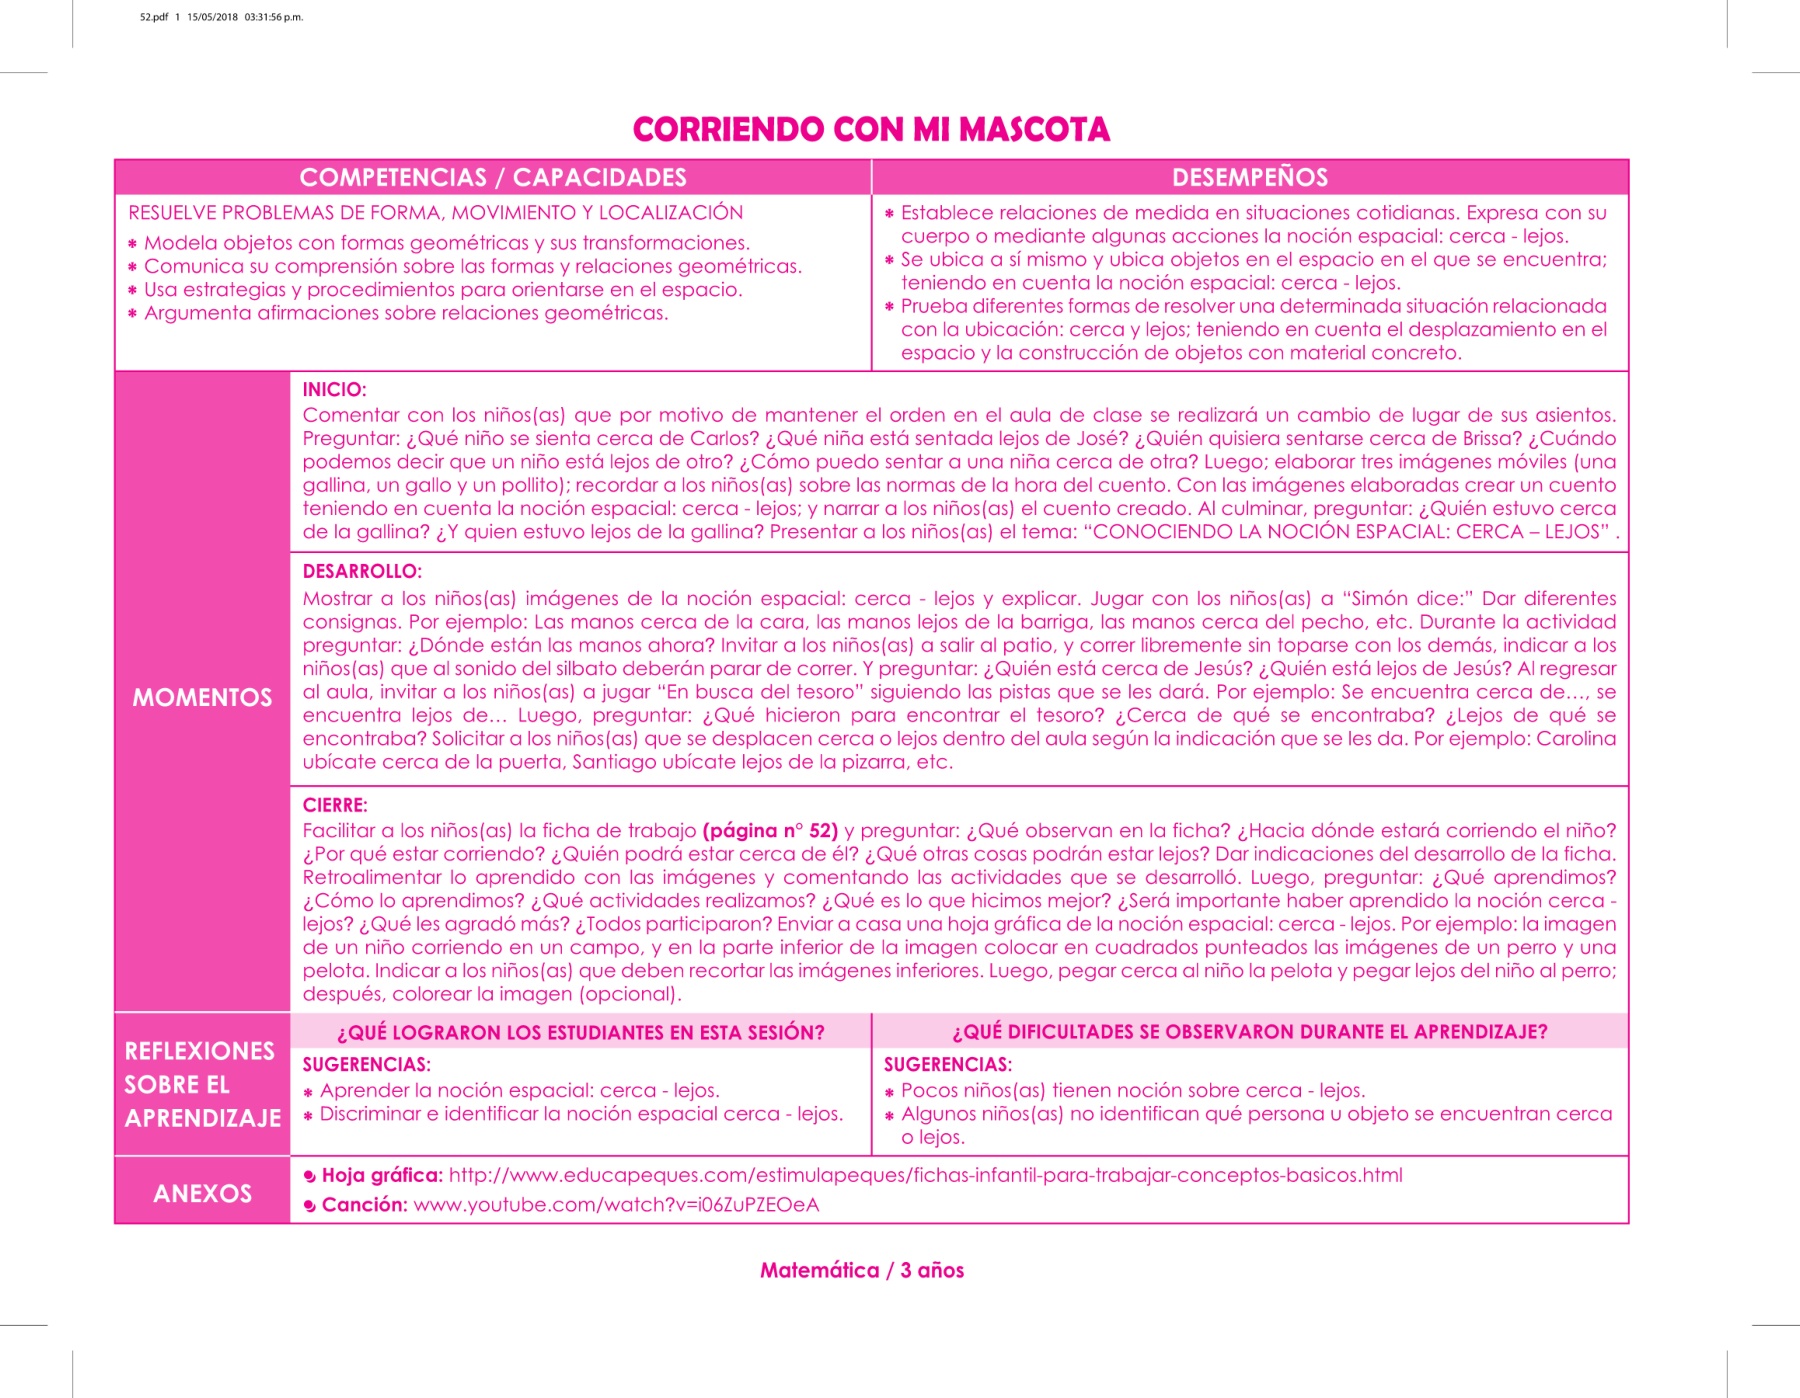 52.pdf   1   15/05/2018   03:31:56 p.m.
CORRIENDO CON MI MASCOTA
COMPETENCIAS / CAPACIDADES
DESEMPEÑOS
RESUELVE PROBLEMAS DE FORMA, MOVIMIENTO Y LOCALIZACIÓN
* Modela objetos con formas geométricas y sus transformaciones.
* Comunica su comprensión sobre las formas y relaciones geométricas.
* Usa estrategias y procedimientos para orientarse en el espacio.
* Argumenta afirmaciones sobre relaciones geométricas.
* Establece relaciones de medida en situaciones cotidianas. Expresa con su
cuerpo o mediante algunas acciones la noción espacial: cerca - lejos.
* Se ubica a sí mismo y ubica objetos en el espacio en el que se encuentra;
teniendo en cuenta la noción espacial: cerca - lejos.
* Prueba diferentes formas de resolver una determinada situación relacionada
con la ubicación: cerca y lejos; teniendo en cuenta el desplazamiento en el
espacio y la construcción de objetos con material concreto.
MOMENTOS
INICIO:
Comentar con los niños(as) que por motivo de mantener el orden en el aula de clase se realizará un cambio de lugar de sus asientos.
Preguntar: ¿Qué niño se sienta cerca de Carlos? ¿Qué niña está sentada lejos de José? ¿Quién quisiera sentarse cerca de Brissa? ¿Cuándo
podemos decir que un niño está lejos de otro? ¿Cómo puedo sentar a una niña cerca de otra? Luego; elaborar tres imágenes móviles (una
gallina, un gallo y un pollito); recordar a los niños(as) sobre las normas de la hora del cuento. Con las imágenes elaboradas crear un cuento
teniendo en cuenta la noción espacial: cerca - lejos; y narrar a los niños(as) el cuento creado. Al culminar, preguntar: ¿Quién estuvo cerca
de la gallina? ¿Y quien estuvo lejos de la gallina? Presentar a los niños(as) el tema: “CONOCIENDO LA NOCIÓN ESPACIAL: CERCA – LEJOS” .
DESARROLLO:
Mostrar a los niños(as) imágenes de la noción espacial: cerca - lejos y explicar. Jugar con los niños(as) a “Simón dice:” Dar diferentes
consignas. Por ejemplo: Las manos cerca de la cara, las manos lejos de la barriga, las manos cerca del pecho, etc. Durante la actividad
preguntar: ¿Dónde están las manos ahora? Invitar a los niños(as) a salir al patio, y correr libremente sin toparse con los demás, indicar a los
niños(as) que al sonido del silbato deberán parar de correr. Y preguntar: ¿Quién está cerca de Jesús? ¿Quién está lejos de Jesús? Al regresar
al aula, invitar a los niños(as) a jugar “En busca del tesoro” siguiendo las pistas que se les dará. Por ejemplo: Se encuentra cerca de…, se
encuentra lejos de… Luego, preguntar: ¿Qué hicieron para encontrar el tesoro? ¿Cerca de qué se encontraba? ¿Lejos de qué se
encontraba? Solicitar a los niños(as) que se desplacen cerca o lejos dentro del aula según la indicación que se les da. Por ejemplo: Carolina
ubícate cerca de la puerta, Santiago ubícate lejos de la pizarra, etc.
CIERRE:
Facilitar a los niños(as) la ficha de trabajo (página n° 52) y preguntar: ¿Qué observan en la ficha? ¿Hacia dónde estará corriendo el niño?
¿Por qué estar corriendo? ¿Quién podrá estar cerca de él? ¿Qué otras cosas podrán estar lejos? Dar indicaciones del desarrollo de la ficha.
Retroalimentar lo aprendido con las imágenes y comentando las actividades que se desarrolló. Luego, preguntar: ¿Qué aprendimos?
¿Cómo lo aprendimos? ¿Qué actividades realizamos? ¿Qué es lo que hicimos mejor? ¿Será importante haber aprendido la noción cerca -
lejos? ¿Qué les agradó más? ¿Todos participaron? Enviar a casa una hoja gráfica de la noción espacial: cerca - lejos. Por ejemplo: la imagen
de un niño corriendo en un campo, y en la parte inferior de la imagen colocar en cuadrados punteados las imágenes de un perro y una
pelota. Indicar a los niños(as) que deben recortar las imágenes inferiores. Luego, pegar cerca al niño la pelota y pegar lejos del niño al perro;
después, colorear la imagen (opcional).
REFLEXIONES
SOBRE EL
APRENDIZAJE
¿QUÉ LOGRARON LOS ESTUDIANTES EN ESTA SESIÓN?
SUGERENCIAS:
* Aprender la noción espacial: cerca - lejos.
* Discriminar e identificar la noción espacial cerca - lejos.
¿QUÉ DIFICULTADES SE OBSERVARON DURANTE EL APRENDIZAJE?
SUGERENCIAS:
* Pocos niños(as) tienen noción sobre cerca - lejos.
* Algunos niños(as) no identifican qué persona u objeto se encuentran cerca
o lejos.
ANEXOS
Hoja gráfica: http://www.educapeques.com/estimulapeques/fichas-infantil-para-trabajar-conceptos-basicos.html
Canción: www.youtube.com/watch?v=i06ZuPZEOeA
Matemática / 3 años